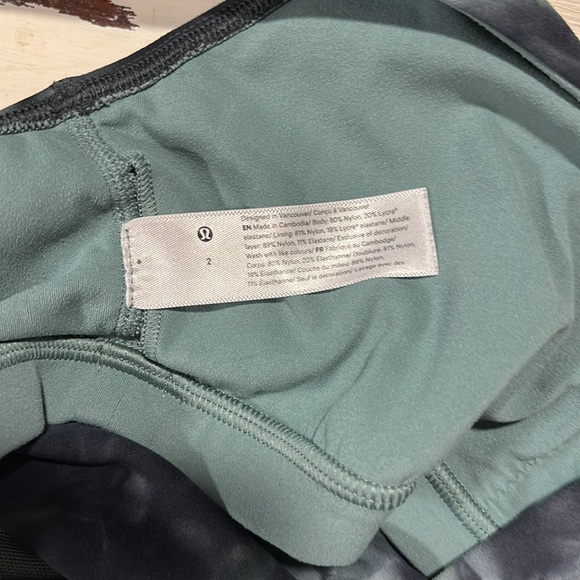 2
Designed in Vancouver/ Conçu à Vancouver
EN Made in Cambodia/ Body: 80% Nylon, 20% Lycra®
elastane/ Lining: 81% Nylon, 19% Lycra® elastane/ Middle
layer: 89% Nylon, 11% Elastane/ Exclusive of decoration/
Wash with like colours/ FR Fabriqué au Cambodge/
Corps: 80% Nylon, 20% Élasthanne/ Doublure: 81% Nylon,
19% Élasthanne/ Couche du milieu 89% Nylon,
11% Élasthanne/ Sauf la décoration/ Lavage avec des